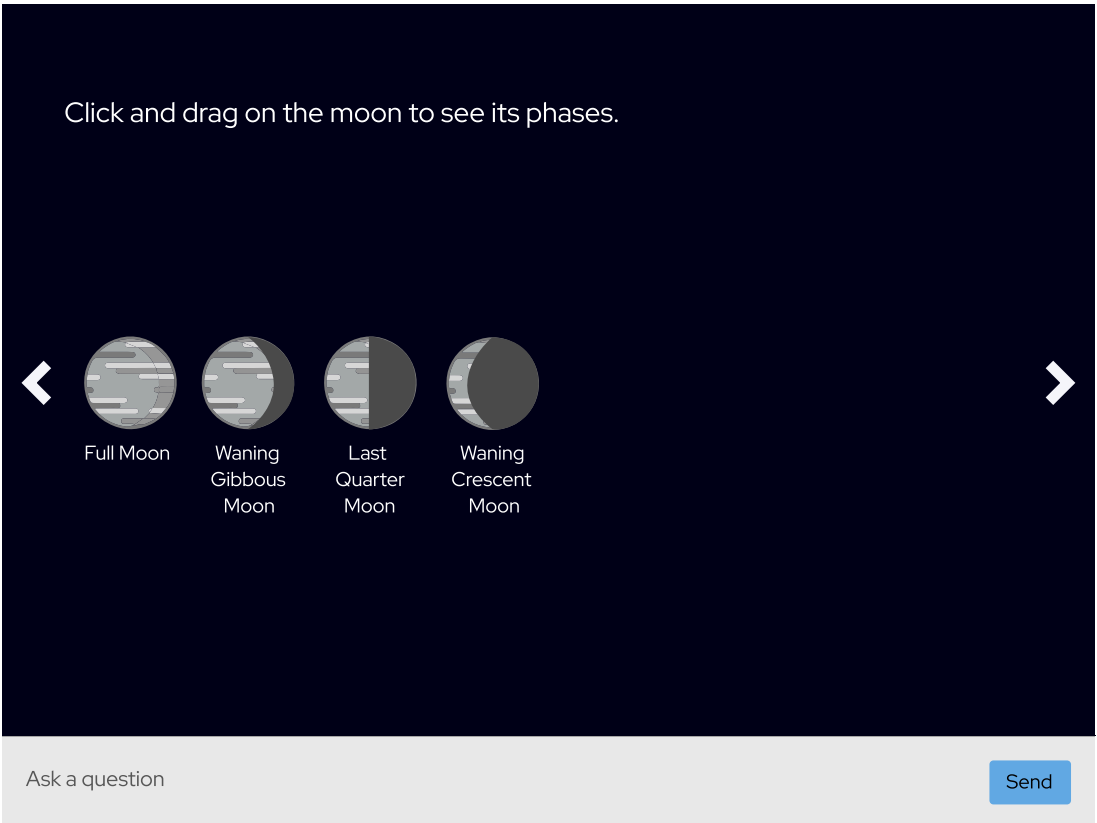 Click and drag on the moon to see its phases.
Full Moon
Waning
Gibbous
Moon
Last
Quarter
Moon
Waning
Crescent
Moon
Ask a question
Send